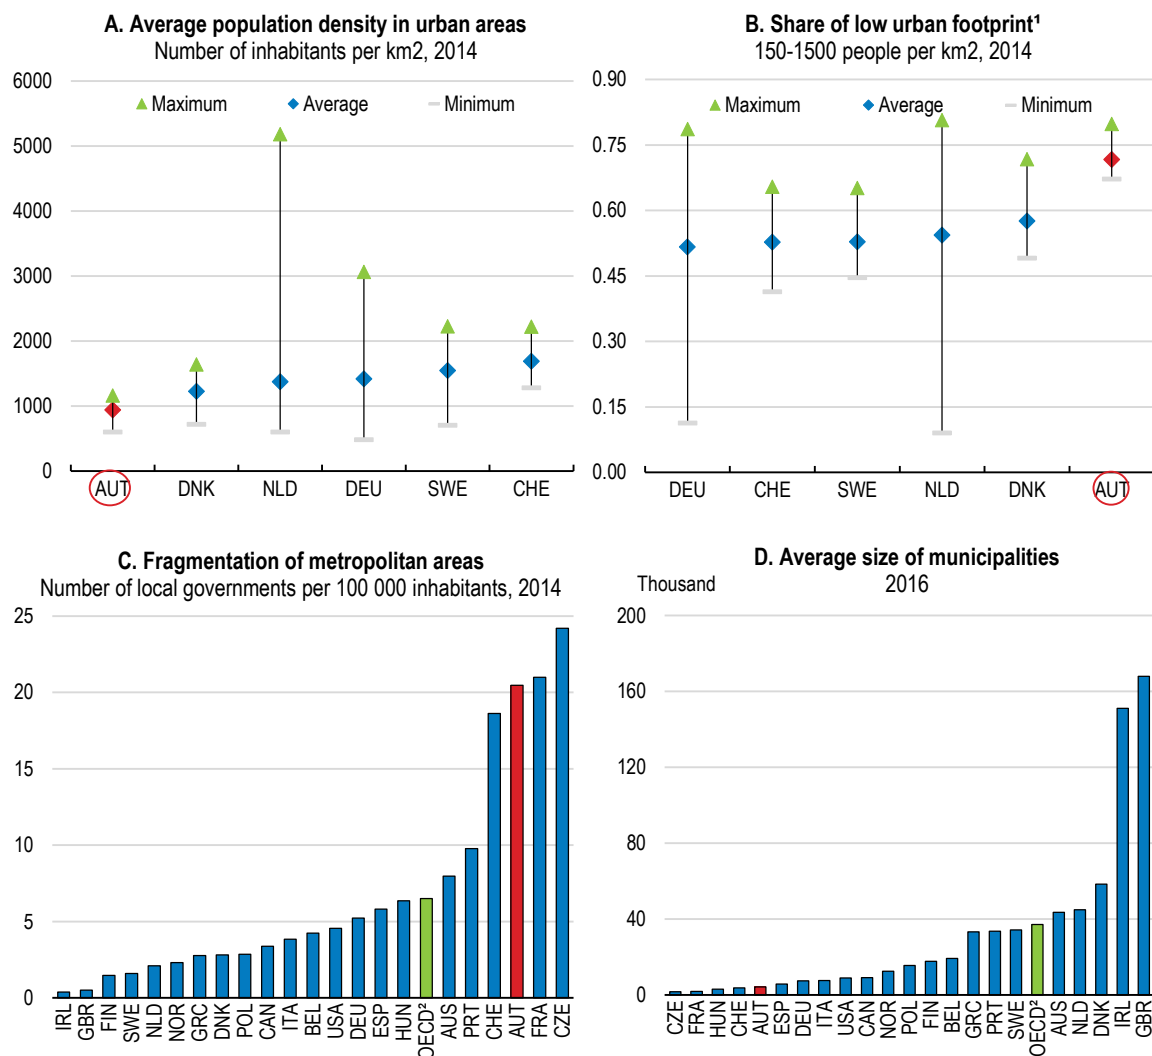 A. Average population density in urban areas
Number of inhabitants per km2, 2014
6000
Maximum Average Minimum
5000
4000
3000
2000
1000
0
AUT DNK NLD DEU SWE CHE
B. Share of low urban footprint¹
150-1500 people per km2, 2014
0.90
Maximum Average Minimum
0.75
0.60
0.45
0.30
0.15
0.00
DEU CHE SWE NLD DNK AUT
C. Fragmentation of metropolitan areas
Number of local governments per 100 000 inhabitants, 2014
25
20
15
10
5
0
IRL GBR FIN SWE NLD NOR GRC DNK POL CAN ITA BEL USA DEU ESP HUN OECD² AUS PRT CHE AUT FRA CZE
D. Average size of municipalities
Thousand 2016
200
160
120
80
40
0
CZE FRA HUN CHE AUT ESP DEU ITA USA CAN NOR POL FIN BEL GRC PRT SWE OECD² AUS NLD DNK IRL GBR